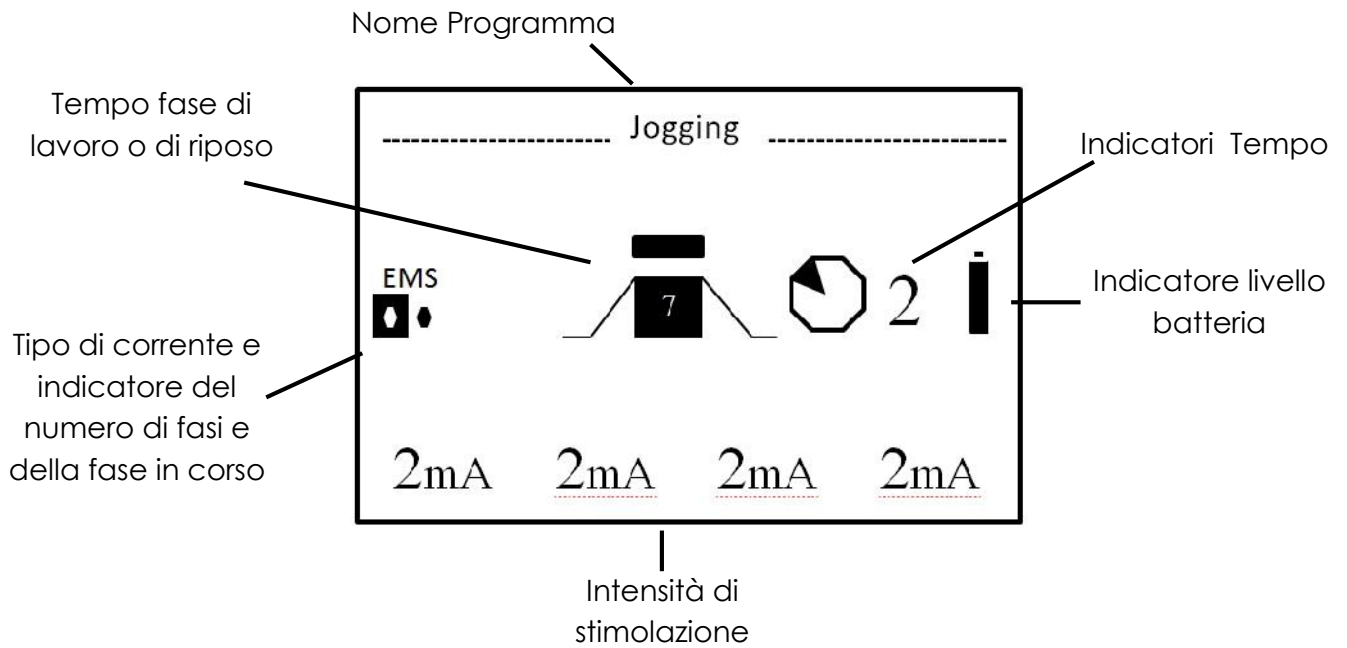 Nome Programma
Tempo fase di
lavoro o di riposo
Jogging
Indicatori Tempo
EMS
7
2
Indicatore livello
batteria
Tipo di corrente e
indicatore del
numero di fasi e
della fase in corso
2mA 2mA 2mA 2mA
Intensità di
stimolazione